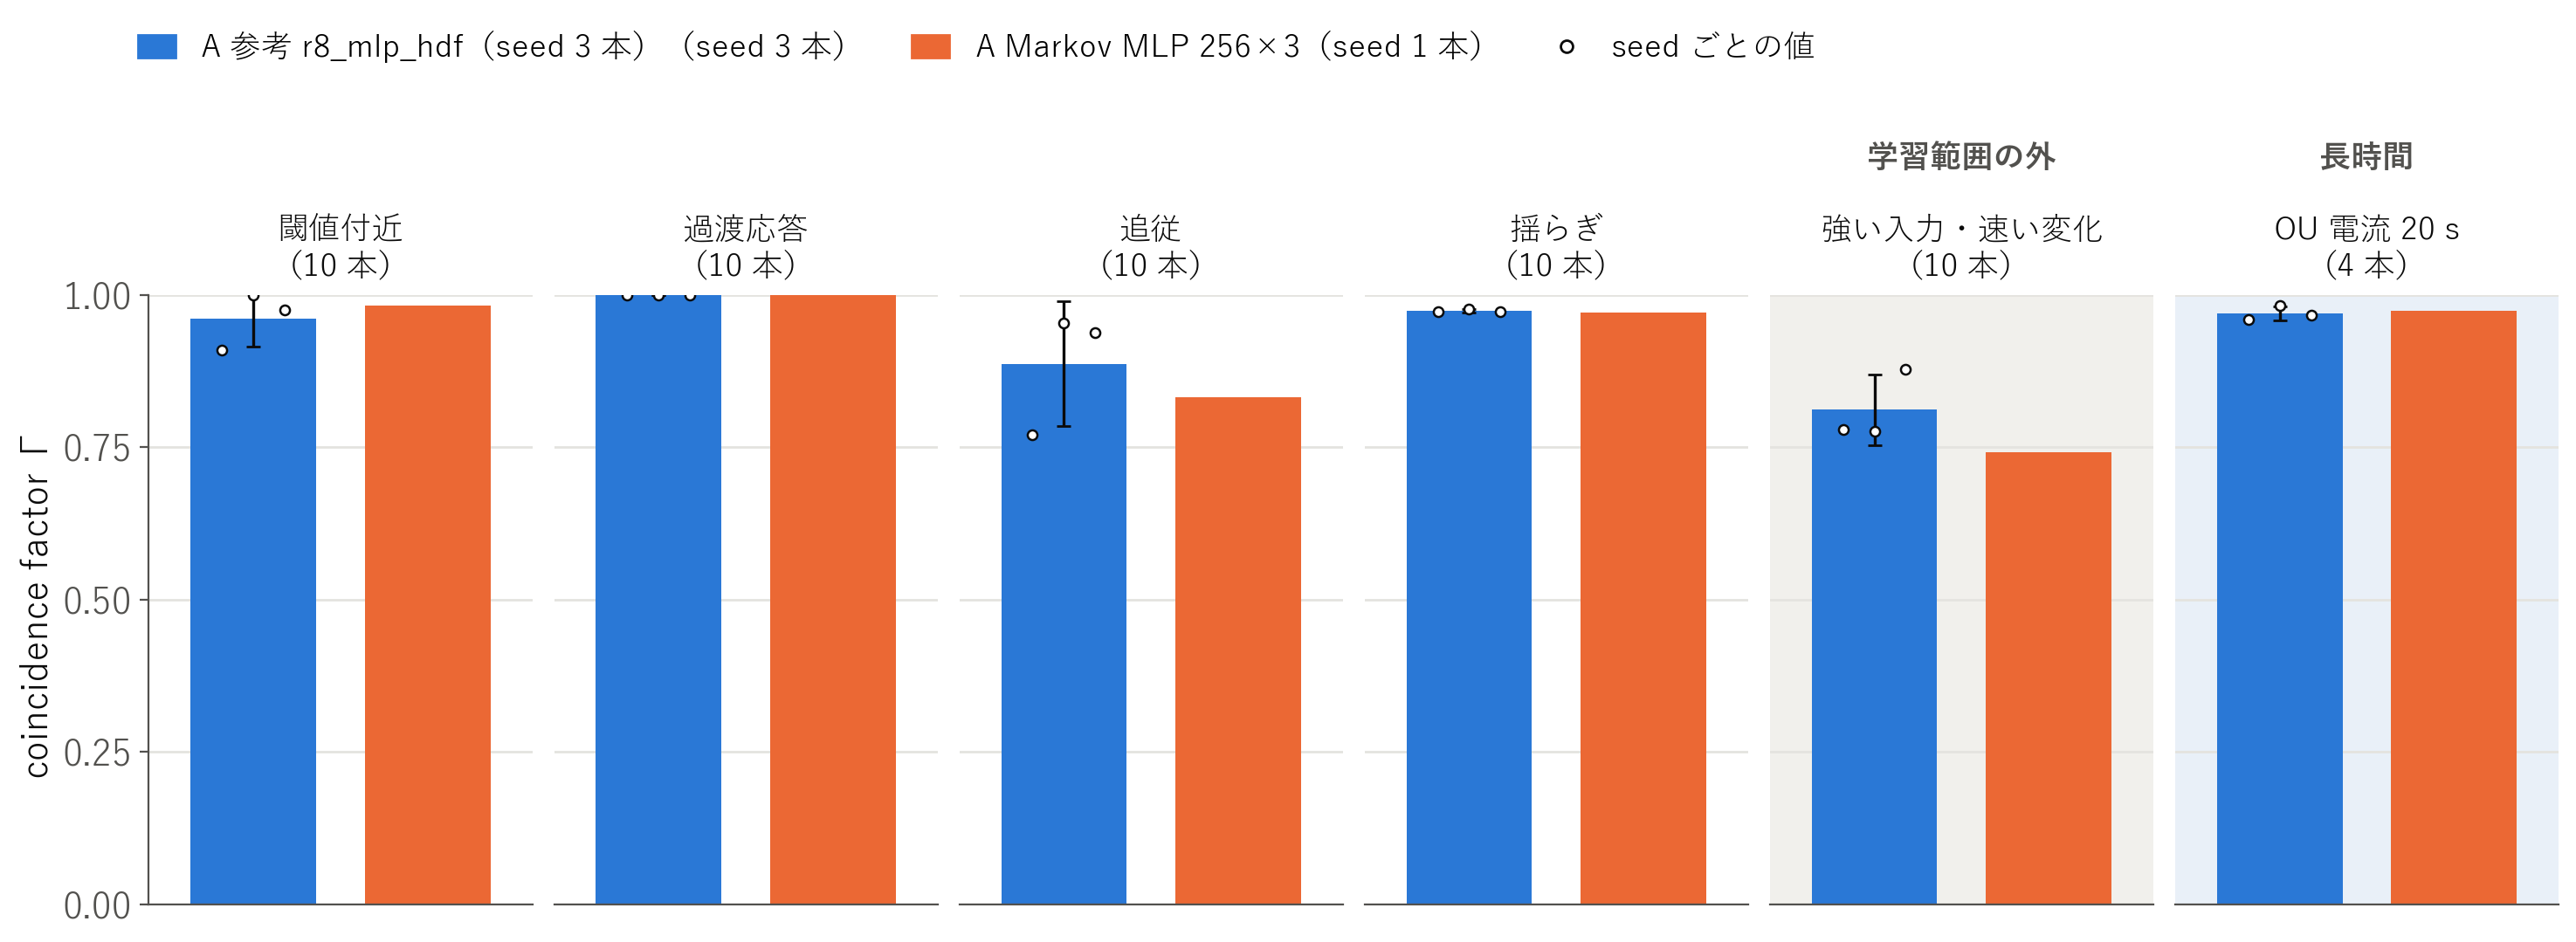 A 参考 r8_mlp_hdf（seed 3 本）（seed 3 本）
A Markov MLP 256×3（seed 1 本）
seed ごとの値
学習範囲の外
長時間
閾値付近
（10 本）
過渡応答
（10 本）
追従
（10 本）
揺らぎ
（10 本）
強い入力・速い変化
（10 本）
OU 電流 20 s
（4 本）
coincidence factor Γ
1.00
0.75
0.50
0.25
0.00